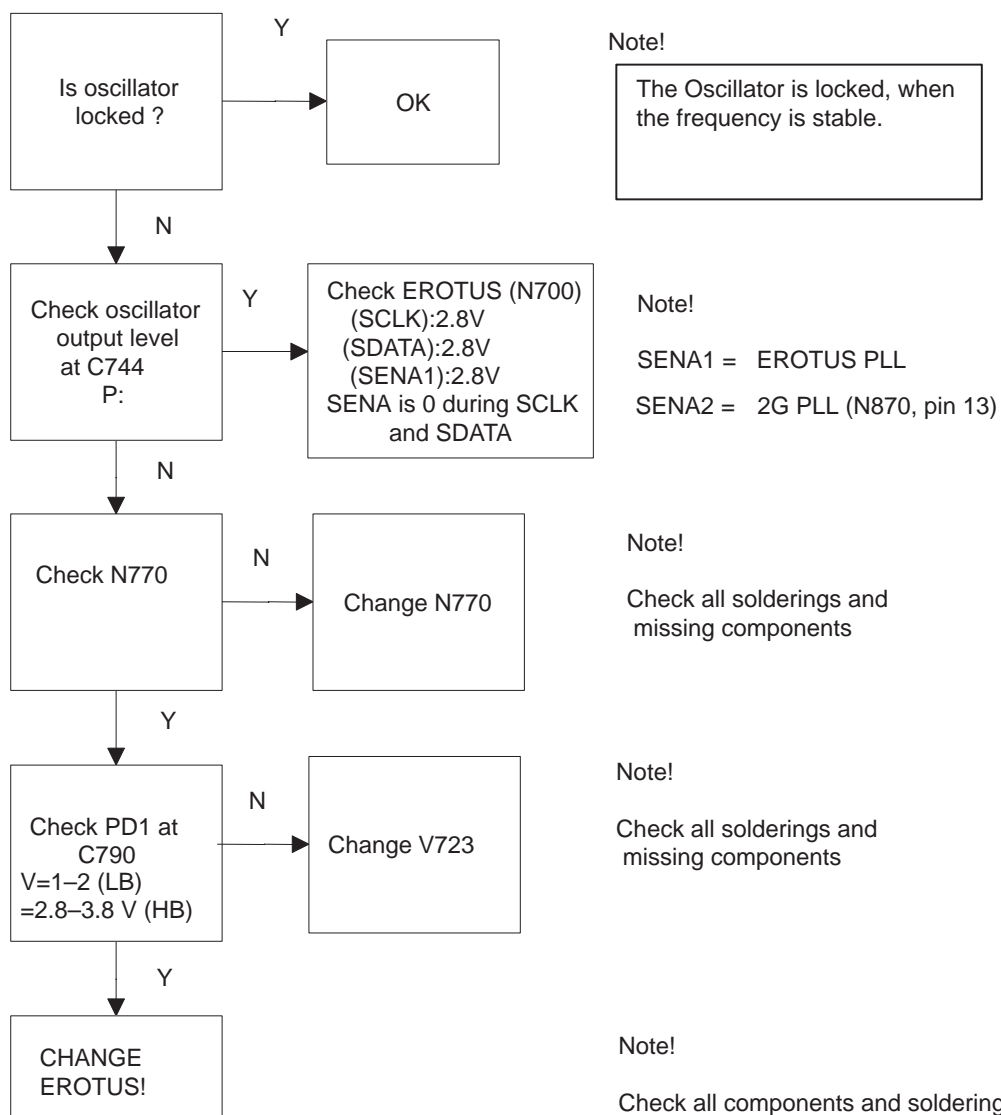 Is oscillator
locked ?
Y
OK
Note!
The Oscillator is locked, when
the frequency is stable.
N
Check oscillator
output level
at C744
P:
Y
Check EROTUS (N700)
(SCLK):2.8V
(SDATA):2.8V
(SENA1):2.8V
SENA is 0 during SCLK
and SDATA
Note!
SENA1 = EROTUS PLL
SENA2 = 2G PLL (N870, pin 13)
N
Check N770
N
Change N770
Note!
Check all solderings and
missing components
Y
Check PD1 at
C790
V=1–2 (LB)
=2.8–3.8 V (HB)
N
Change V723
Note!
Check all solderings and
missing components
Y
CHANGE
EROTUS!
Note!
Check all components and soldering